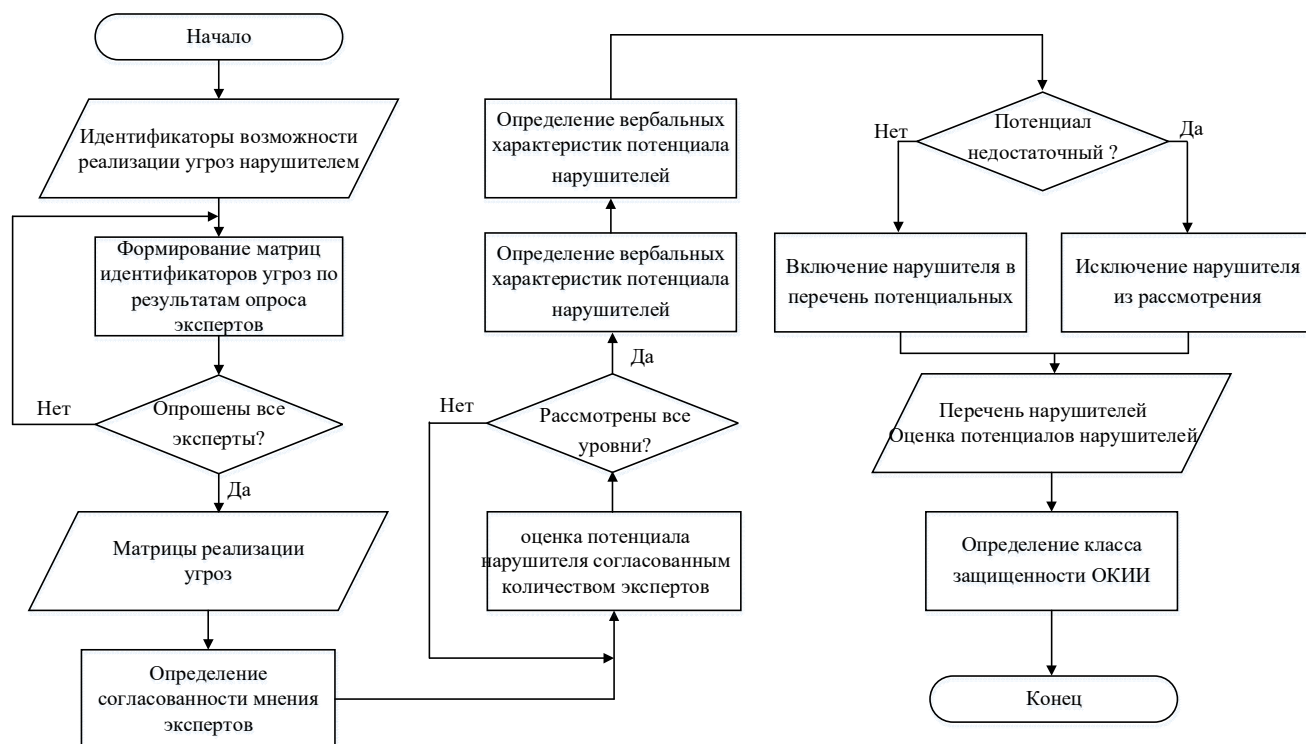 Начало
Идентификаторы возможности
реализации угроз нарушителем
Формирование матриц
идентификаторов угроз по
результатам опроса
экспертов
Нет
Опрошены все
эксперты?
Да
Матрицы реализации
угроз
Определение
согласованности мнения
экспертов
Определение вербальных
характеристик потенциала
нарушителей
Определение вербальных
характеристик потенциала
нарушителей
Да
Нет
Рассмотрены все
уровни?
оценка потенциала
нарушителя согласованным
количеством экспертов
Нет
Потенциал
недостаточный ?
Да
Включение нарушителя в
перечень потенциальных
Исключение нарушителя
из рассмотрения
Перечень нарушителей
Оценка потенциалов нарушителей
Определение класса
защищенности ОКИИ
Конец